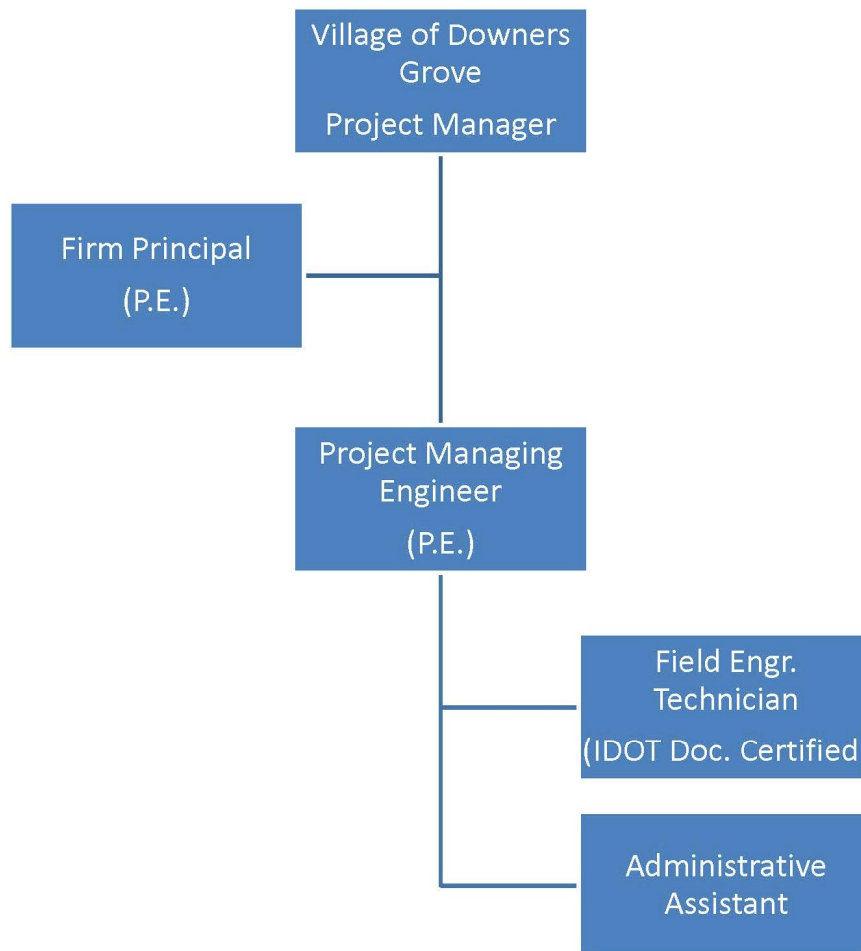 Village of Downers
Grove
Project Manager
Firm Principal
(P.E.)
Project Managing
Engineer
(P.E.)
Field Engr.
Technician
(IDOT Doc. Certified
Administrative
Assistant